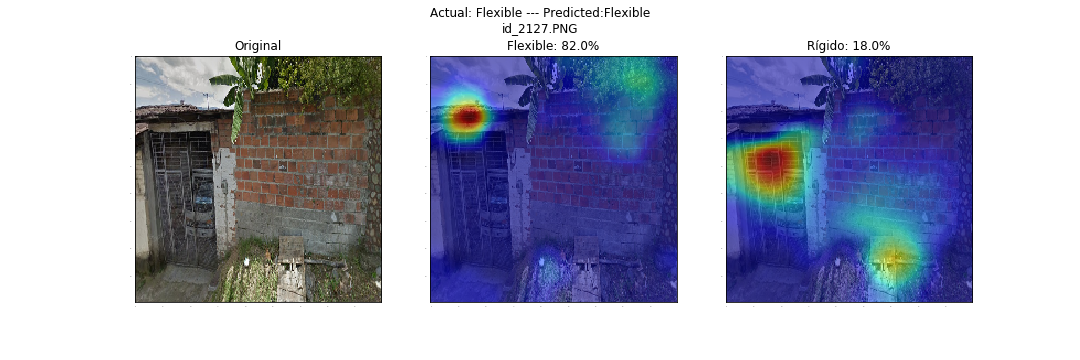 Actual: Flexible --- Predicted:Flexible
id_2127.PNG
Original
Flexible: 82.0%
Rígido: 18.0%